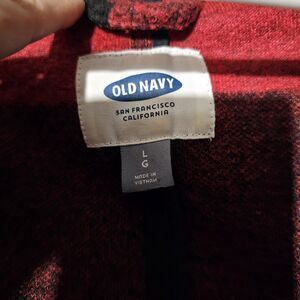 OLD NAVY
SAN FRANCISCO
CALIFORNIA
L
G
MADE IN
VIETNAM